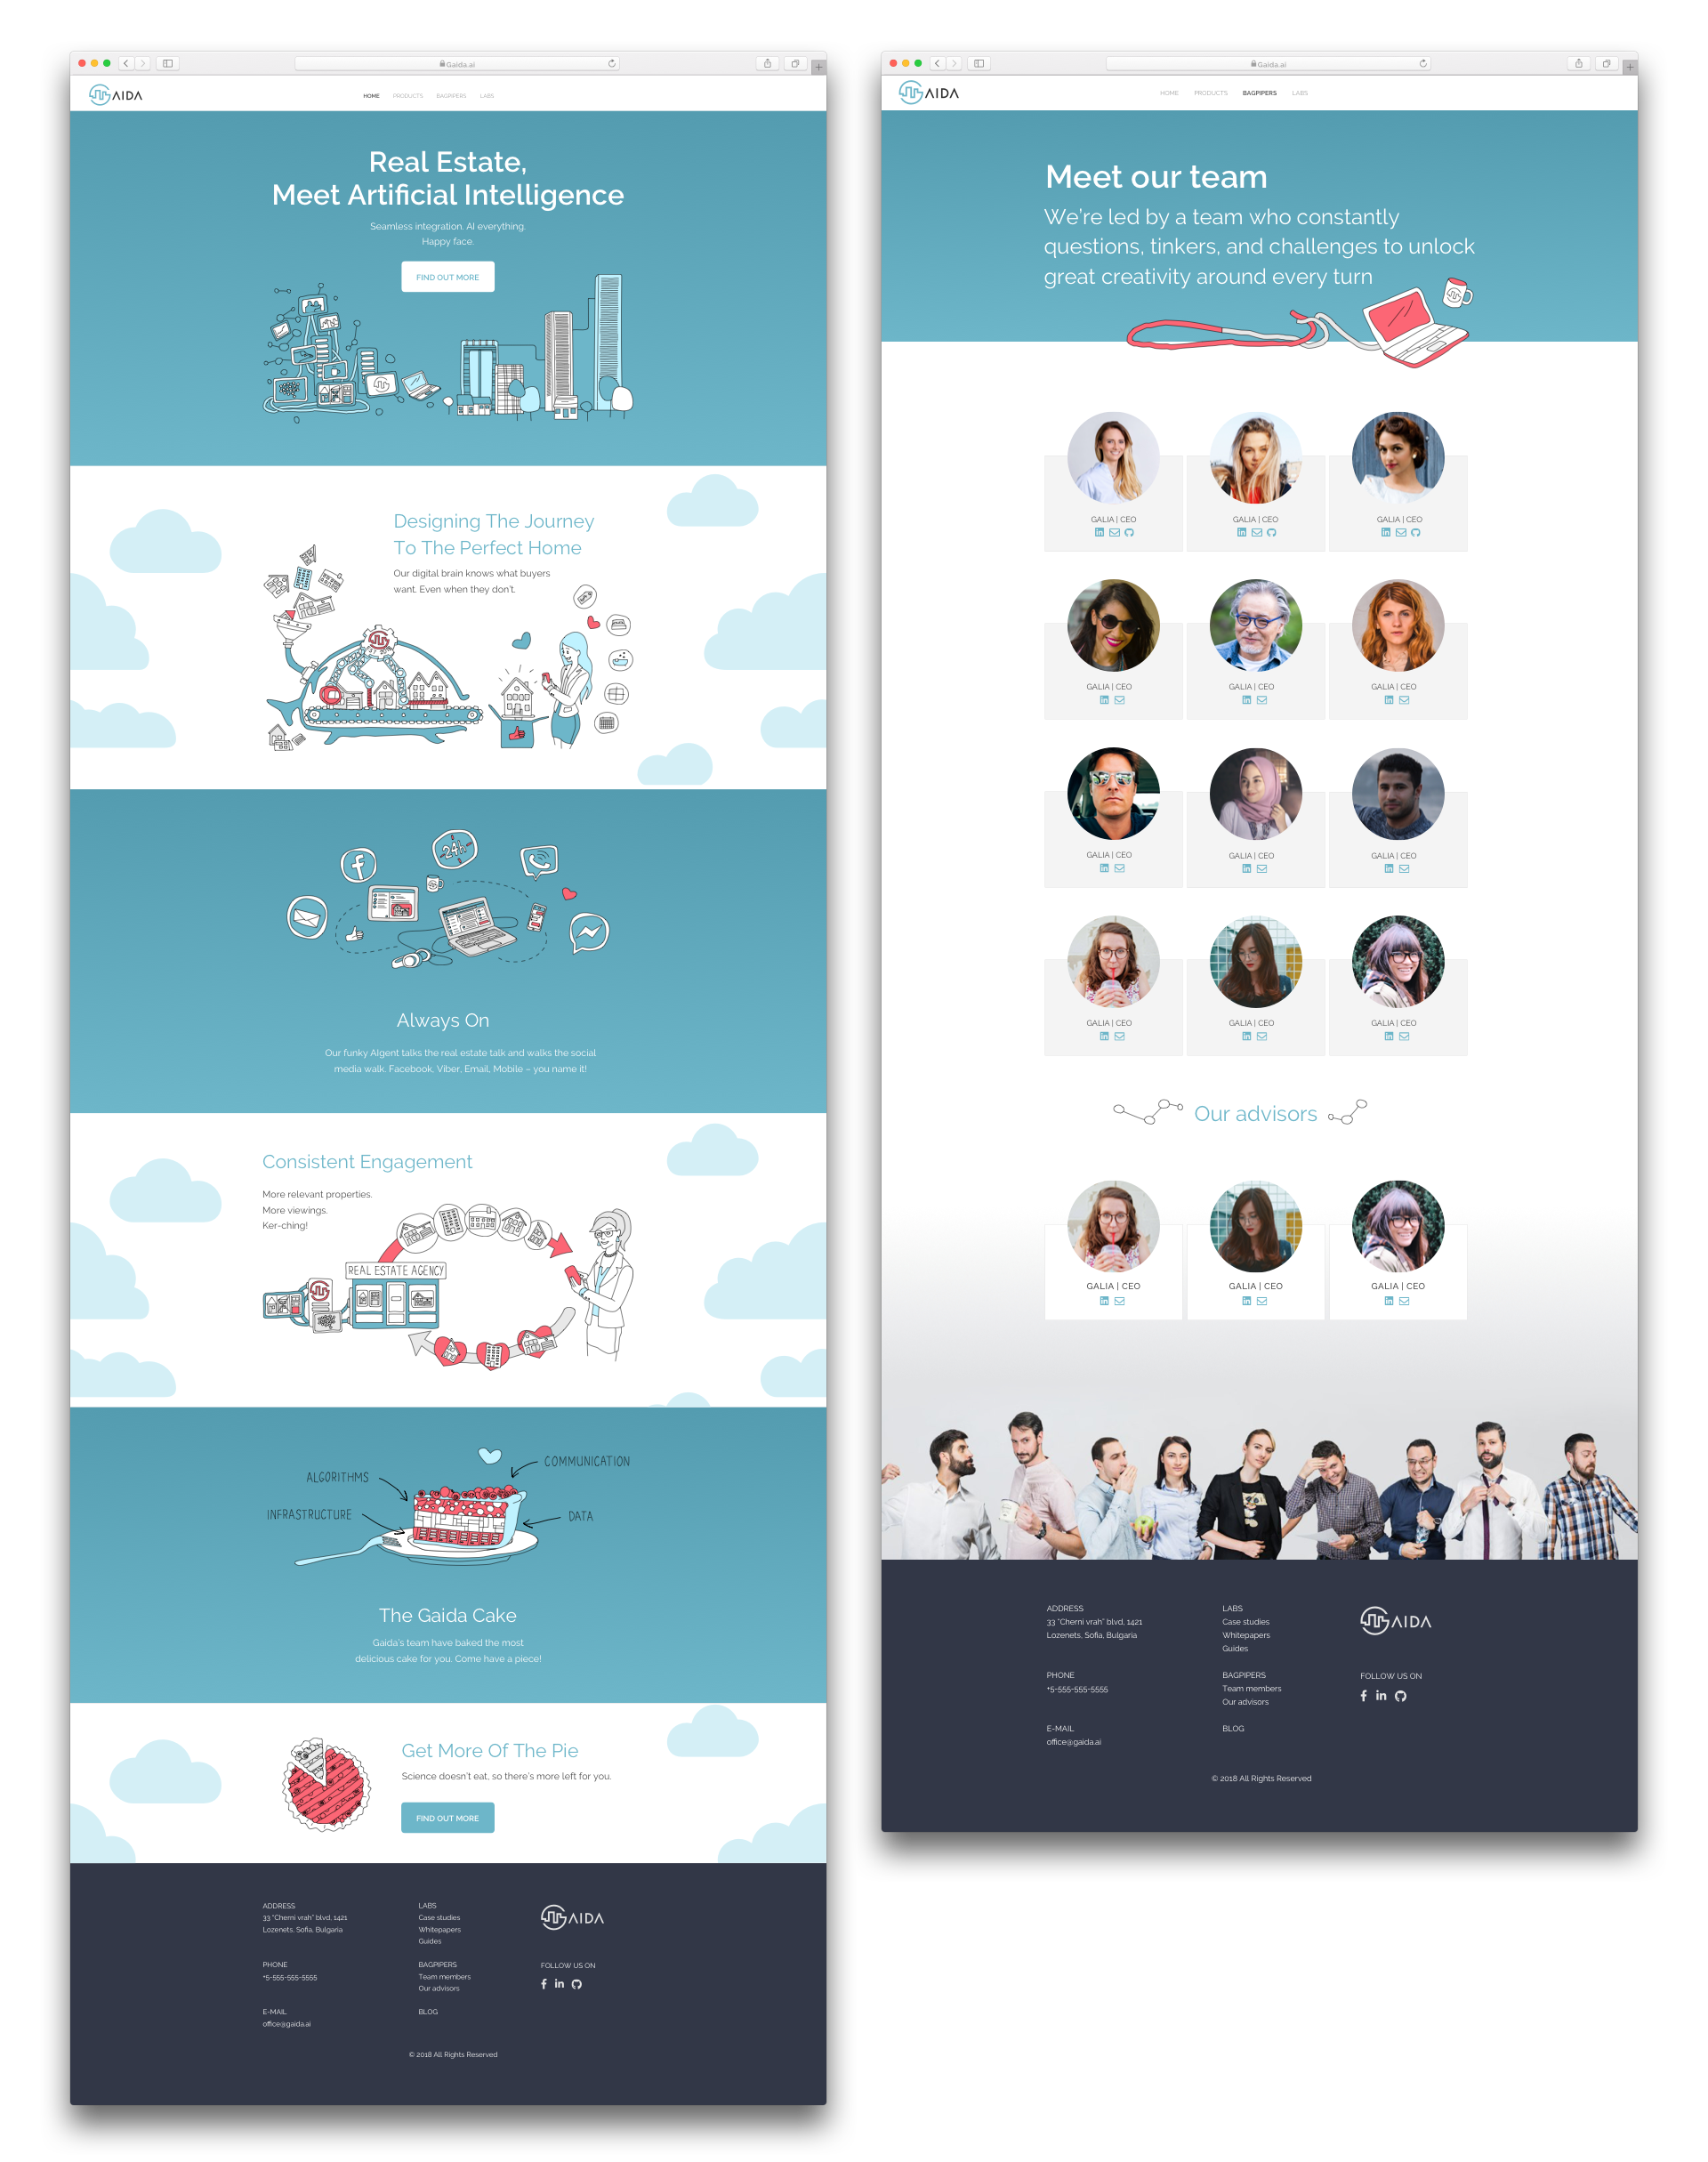 Gaida.ai
AIDA
HOME PRODUCTS BAGPIPERS LABS
Real Estate,
Meet Artificial Intelligence
Seamless integration. AI everything.
Happy face.
FIND OUT MORE
Designing The Journey
To The Perfect Home
Our digital brain knows what buyers
want. Even when they don't.
24h
Always On
Our funky AIgent talks the real estate talk and walks the social
media walk. Facebook, Viber, Email, Mobile – you name it!
Consistent Engagement
More relevant properties.
More viewings.
Ker-ching!
REAL ESTATE AGENCY
ALGORITHMS
COMMUNICATION
INFRASTRUCTURE
DATA
The Gaida Cake
Gaida's team have baked the most
delicious cake for you. Come have a piece!
Get More Of The Pie
Science doesn't eat, so there's more left for you.
FIND OUT MORE
ADDRESS
33 "Cherni vrah" blvd, 1421
Lozenets, Sofia, Bulgaria
PHONE
+5-555-555-5555
E-MAIL
office@gaida.ai
LABS
Case studies
Whitepapers
Guides
BAGPIPERS
Team members
Our advisors
BLOG
AIDA
FOLLOW US ON
© 2018 All Rights Reserved
Gaida.ai
AIDA
HOME PRODUCTS BAGPIPERS LABS
Meet our team
We're led by a team who constantly
questions, tinkers, and challenges to unlock
great creativity around every turn
GALIA | CEO
GALIA | CEO
GALIA | CEO
GALIA | CEO
GALIA | CEO
GALIA | CEO
GALIA | CEO
GALIA | CEO
GALIA | CEO
GALIA | CEO
GALIA | CEO
GALIA | CEO
Our advisors
GALIA | CEO
GALIA | CEO
GALIA | CEO
ADDRESS
33 "Cherni vrah" blvd, 1421
Lozenets, Sofia, Bulgaria
PHONE
+5-555-555-5555
E-MAIL
office@gaida.ai
LABS
Case studies
Whitepapers
Guides
BAGPIPERS
Team members
Our advisors
BLOG
AIDA
FOLLOW US ON
© 2018 All Rights Reserved